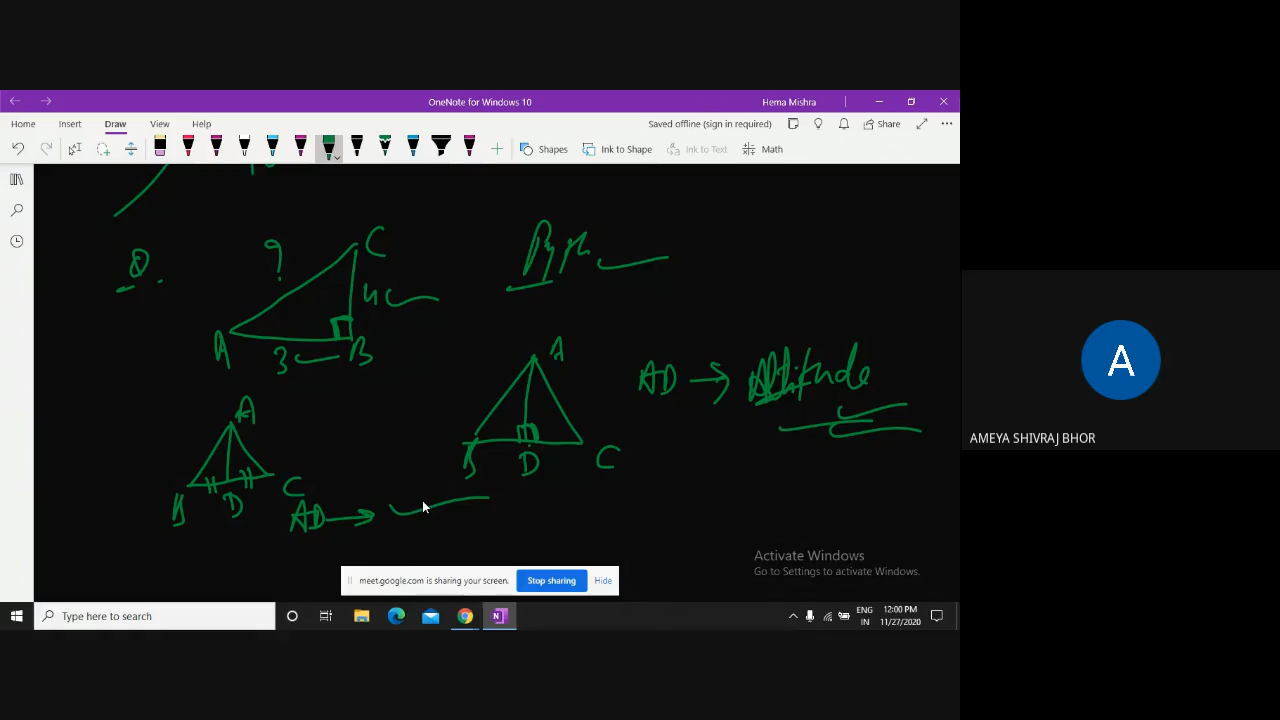 OneNote for Windows 10
Hema Mishra
Home Insert Draw View Help
Saved offline (sign in required)
Share
Shapes Ink to Shape Ink to Text Math
Q.
?
C
4
A
3
B
Pyth
A
B
D
C
AD → Altitude
A
B
D
C
AD →
A
AMEYA SHIVRAJ BHOR
Activate Windows
Go to Settings to activate Windows.
meet.google.com is sharing your screen.
Stop sharing
Hide
Type here to search
N
ENG
IN
12:00 PM
11/27/2020